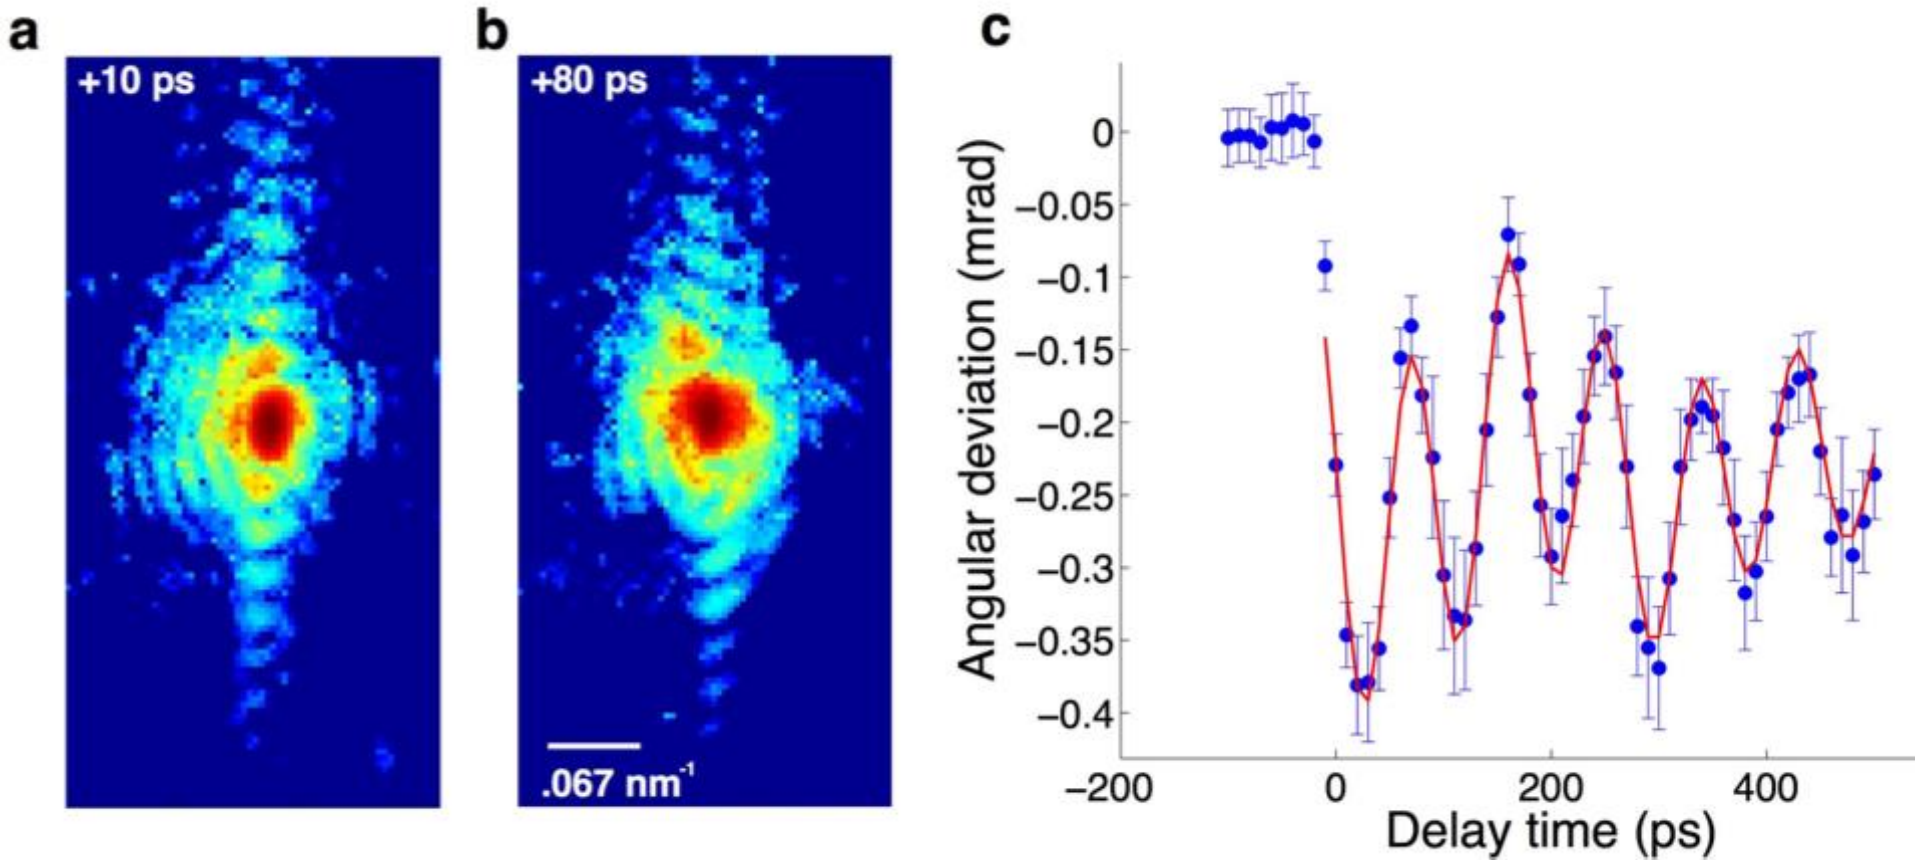 a
+10 ps
b
+80 ps
.067 nm⁻¹
c
Angular deviation (mrad)
0
−0.05
−0.1
−0.15
−0.2
−0.25
−0.3
−0.35
−0.4
−200
0
200
400
Delay time (ps)